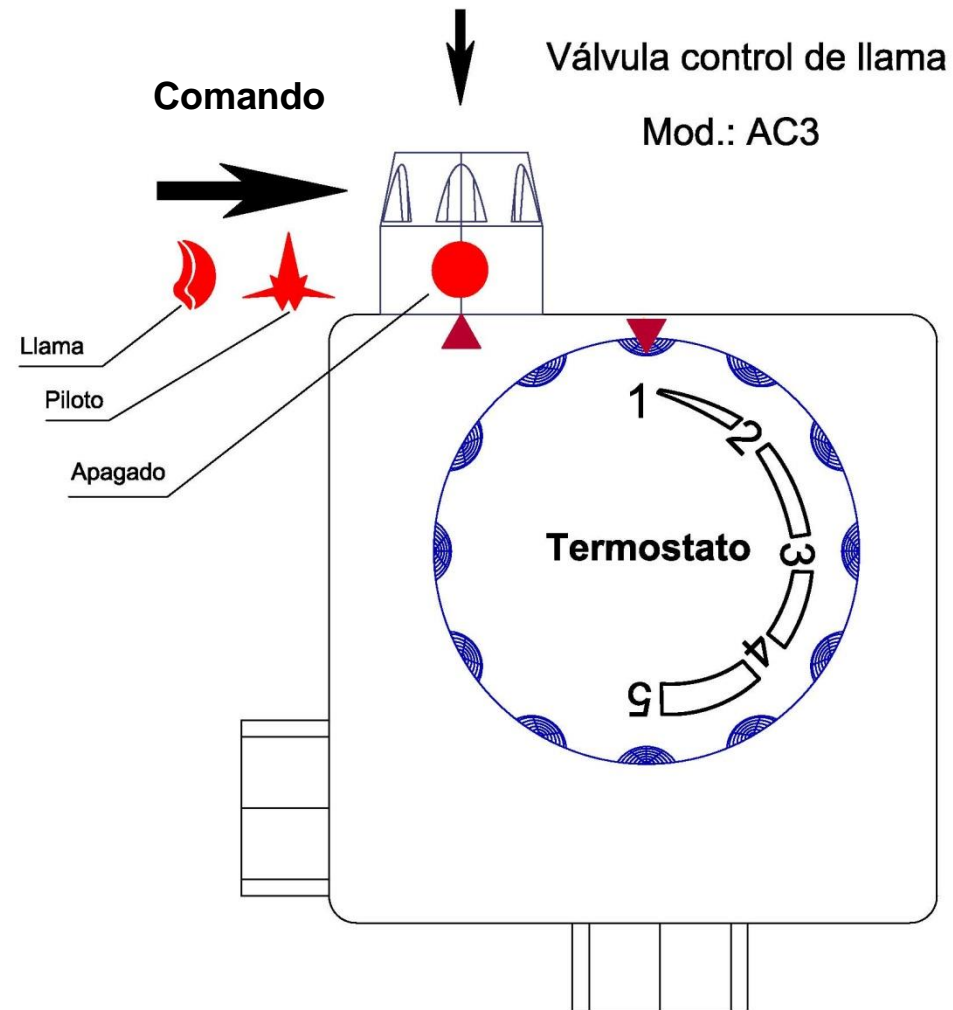 Válvula control de llama
Comando
Mod.: AC3
Llama
Piloto
Apagado
1
2
3
Termostato
4
5